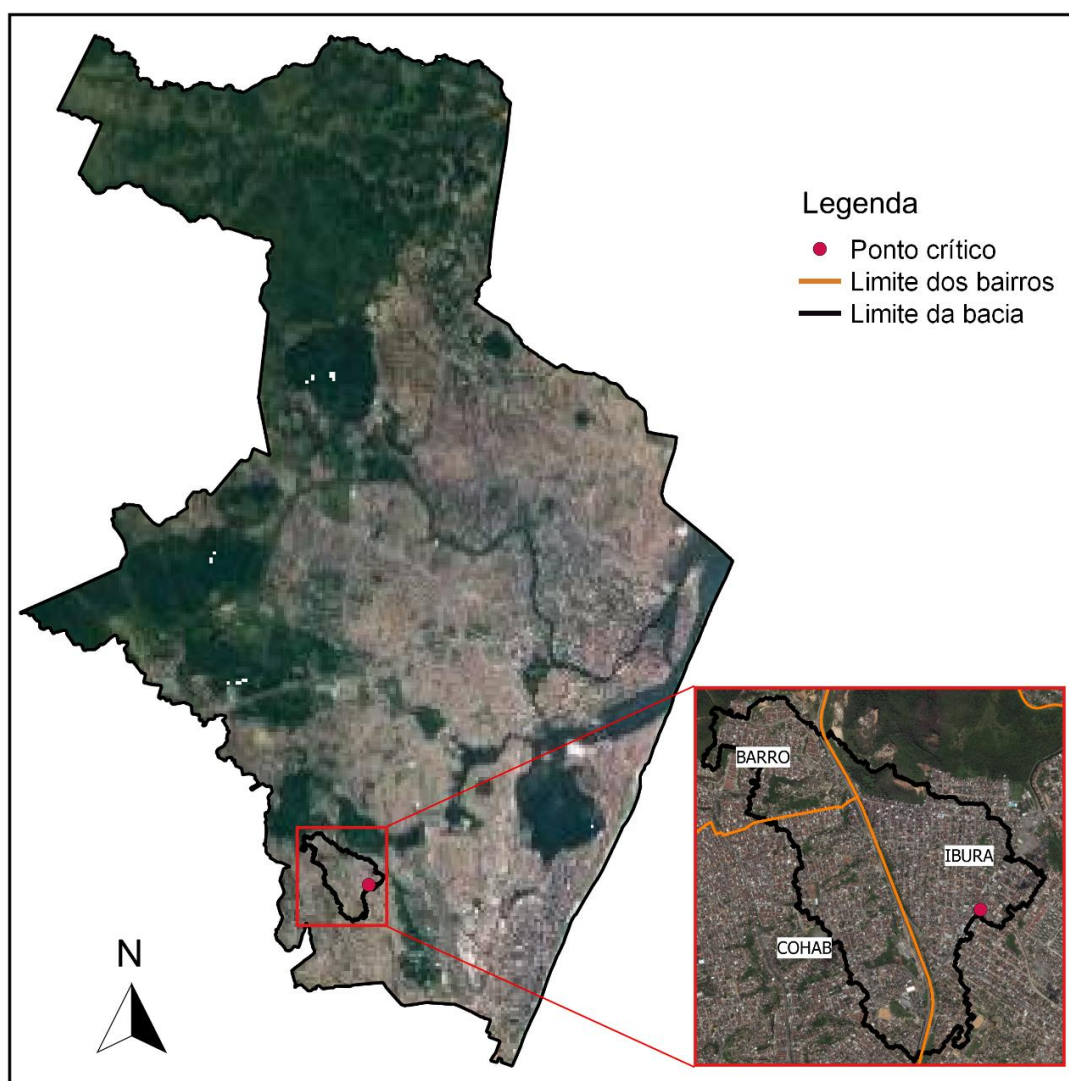 Legenda
Ponto crítico
Limite dos bairros
Limite da bacia
BARRO
IBURA
COHAB
N